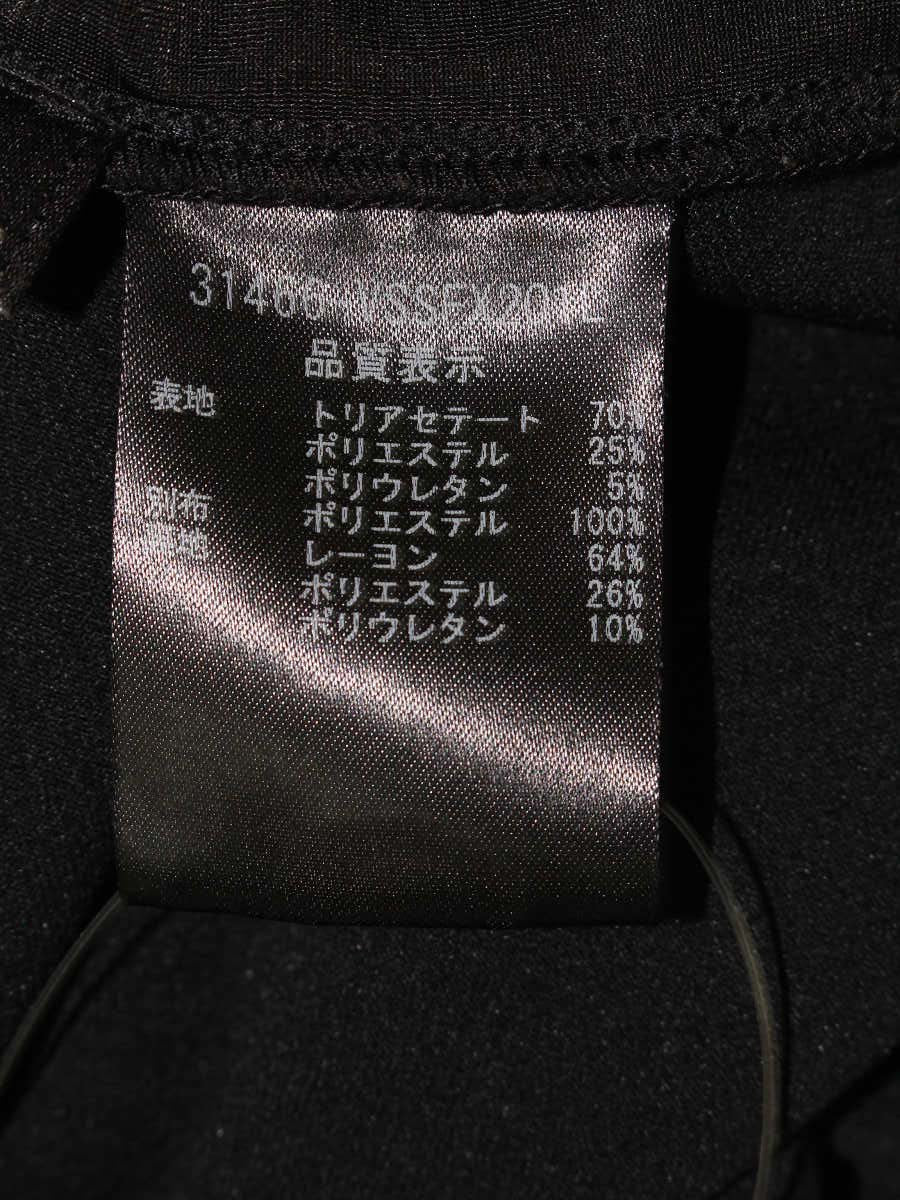 品質表示
表地 トリアセテート 70%
ポリエステル 25%
ポリウレタン 5%
別布 ポリエステル 100%
レーヨン 64%
ポリエステル 26%
ポリウレタン 10%